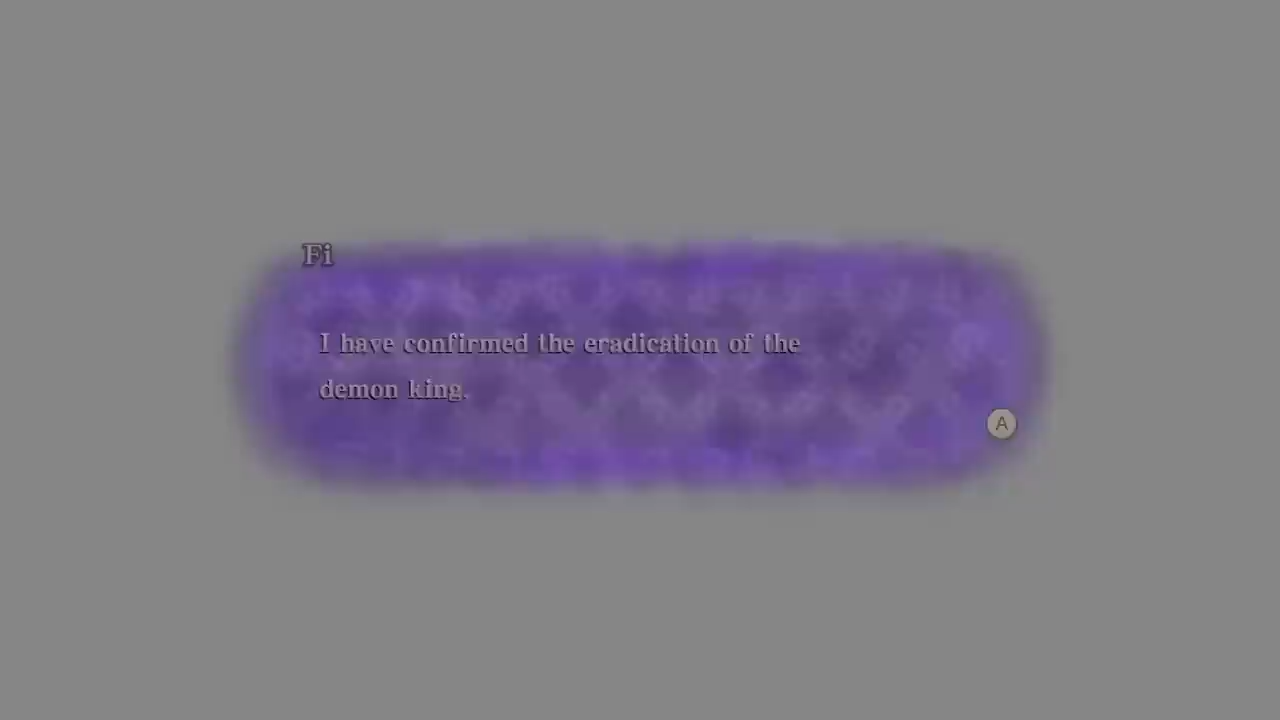 Fi
I have confirmed the eradication of the
demon king.
A